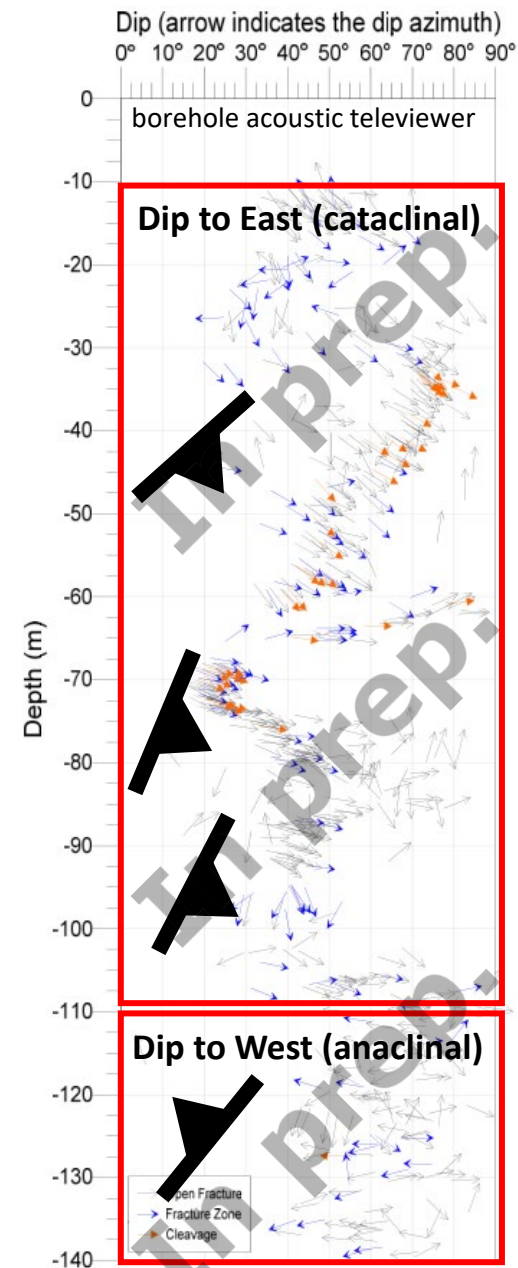 Dip (arrow indicates the dip azimuth)
0° 10° 20° 30° 40° 50° 60° 70° 80° 90°
0
borehole acoustic televiewer
-10
Dip to East (cataclinal)
-20
-30
-40
-50
-60
-70
-80
-90
-100
-110
Depth (m)
In prep.
In prep.
In prep.
Dip to West (anaclinal)
-120
-130
-140
Open Fracture
Fracture Zone
Cleavage